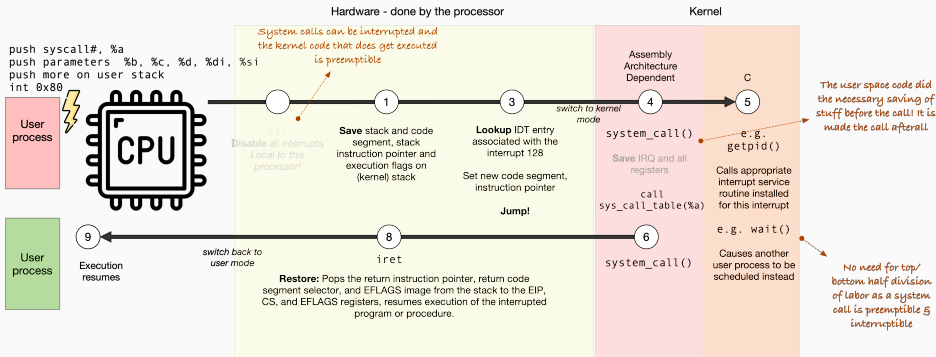 Hardware - done by the processor
Kernel
System calls can be interrupted and
the kernel code that does get executed
is preemptible
push syscall#, %a
push parameters %b, %c, %d, %di, %si
push more on user stack
int 0x80
User
process
CPU
1
3
switch to kernel
mode
Assembly
Architecture
Dependent
4
C
5
The user space code did
the necessary saving of
stuff before the call! It is
made the call afterall
cli!
Disable all interrupts
Local to this
processor!
Save stack and code
segment, stack
instruction pointer and
execution flags on
(kernel) stack
Lookup IDT entry
associated with the
interrupt 128
Set new code segment,
instruction pointer
Jump!
system_call()
Save IRQ and all
registers
call
sys_call_table(%a)
e.g.
getpid()
Calls appropriate
interrupt service
routine installed
for this interrupt
e.g. wait()
Causes another
user process to be
scheduled instead
User
process
9
Execution
resumes
switch back to
user mode
8
iret
Restore: Pops the return instruction pointer, return code
segment selector, and EFLAGS image from the stack to the EIP,
CS, and EFLAGS registers, resumes execution of the interrupted
program or procedure.
6
system_call()
No need for top/
bottom half division
of labor as a system
call is preemptible &
interruptible